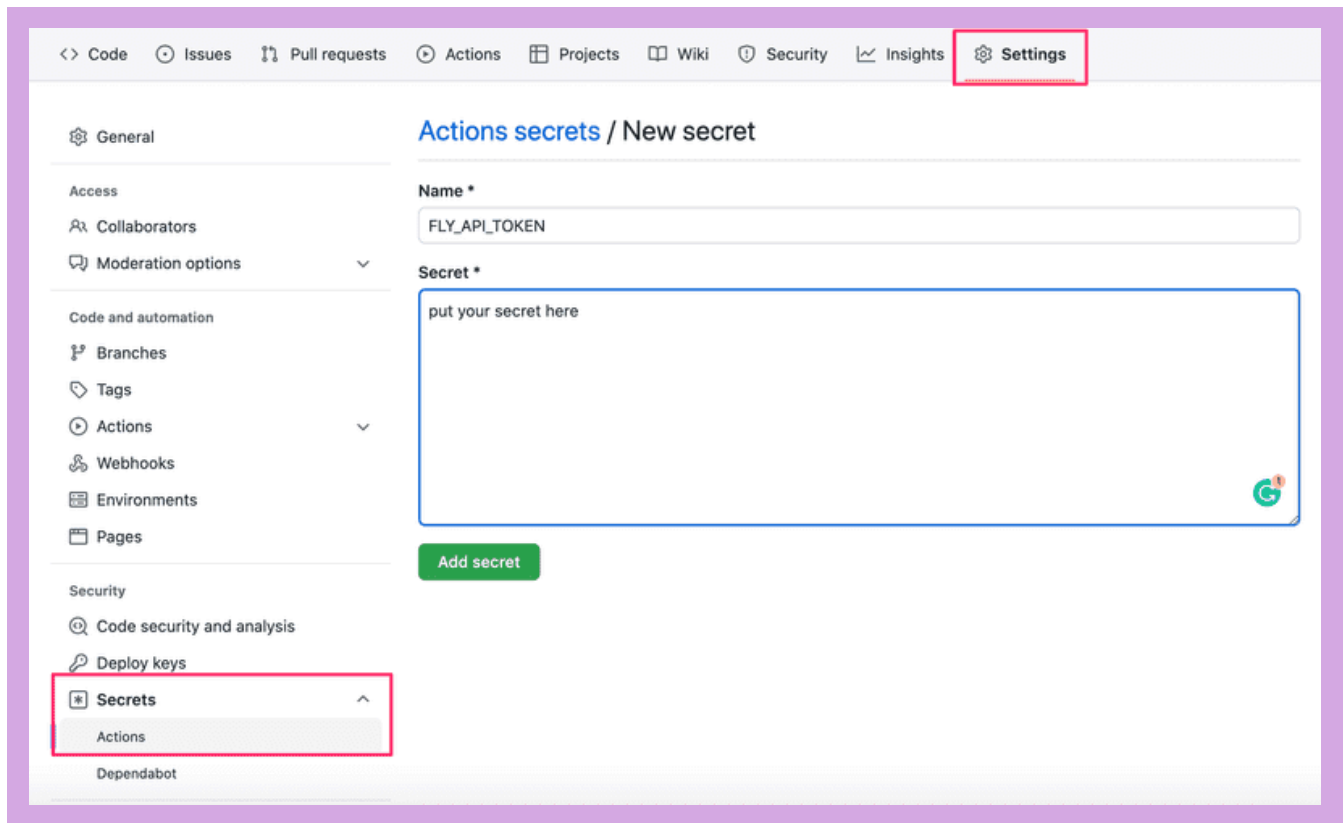 Code Issues Pull requests Actions Projects Wiki Security Insights Settings
General
Access
Collaborators
Moderation options
Code and automation
Branches
Tags
Actions
Webhooks
Environments
Pages
Security
Code security and analysis
Deploy keys
Secrets
Actions
Dependabot
Actions secrets / New secret
Name *
FLY_API_TOKEN
Secret *
put your secret here
1
Add secret